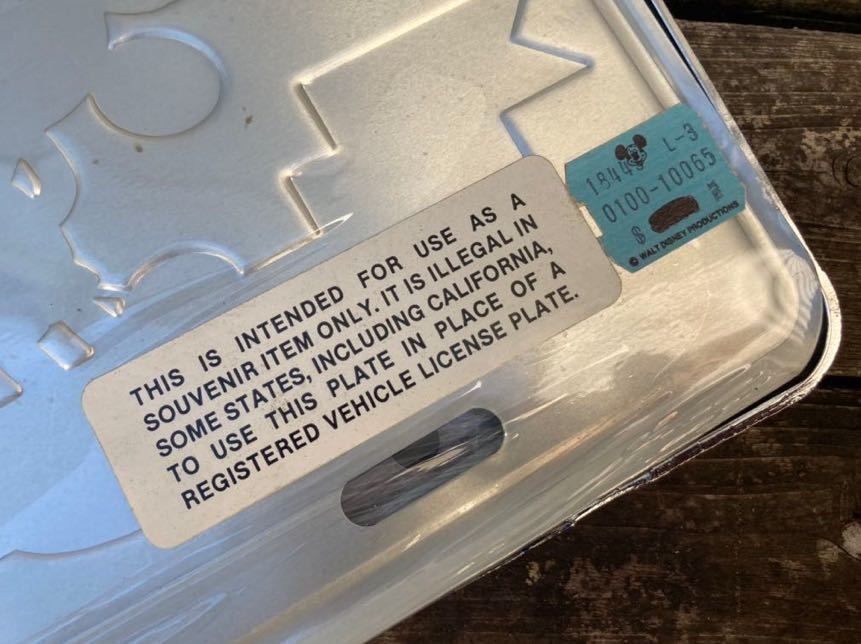 THIS IS INTENDED FOR USE AS A
SOUVENIR ITEM ONLY. IT IS ILLEGAL IN
SOME STATES, INCLUDING CALIFORNIA,
TO USE THIS PLATE IN PLACE OF A
REGISTERED VEHICLE LICENSE PLATE.
L-3
0100-10065
$
© WALT DISNEY PRODUCTIONS